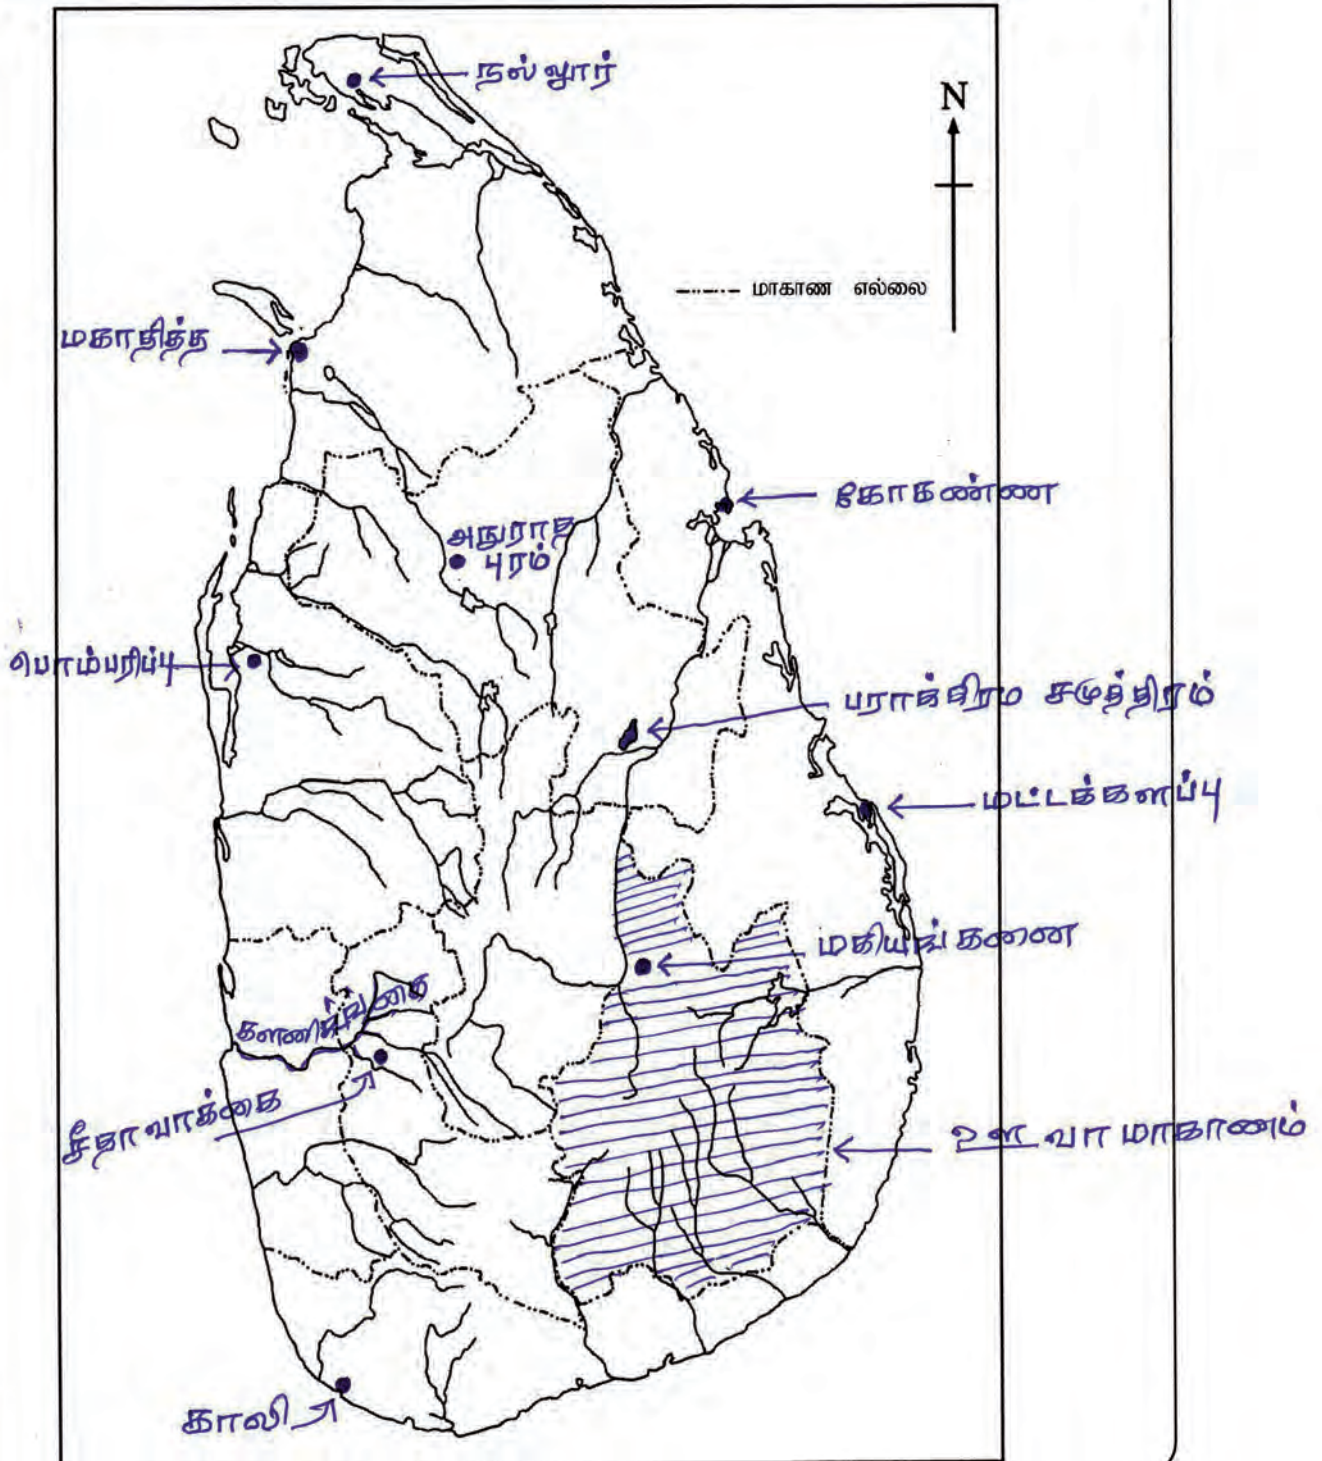 நல்லூர்
N
மாகாண எல்லை
மகாதித்த
கோகண்ண
அநுராத
புரம்
பொம்பரிப்பு
பராக்கிரம சமுத்திரம்
மட்டக்களப்பு
மகியங்கனை
களனிகங்கை
சீதாவாக்கை
ஊவா மாகாணம்
காலி